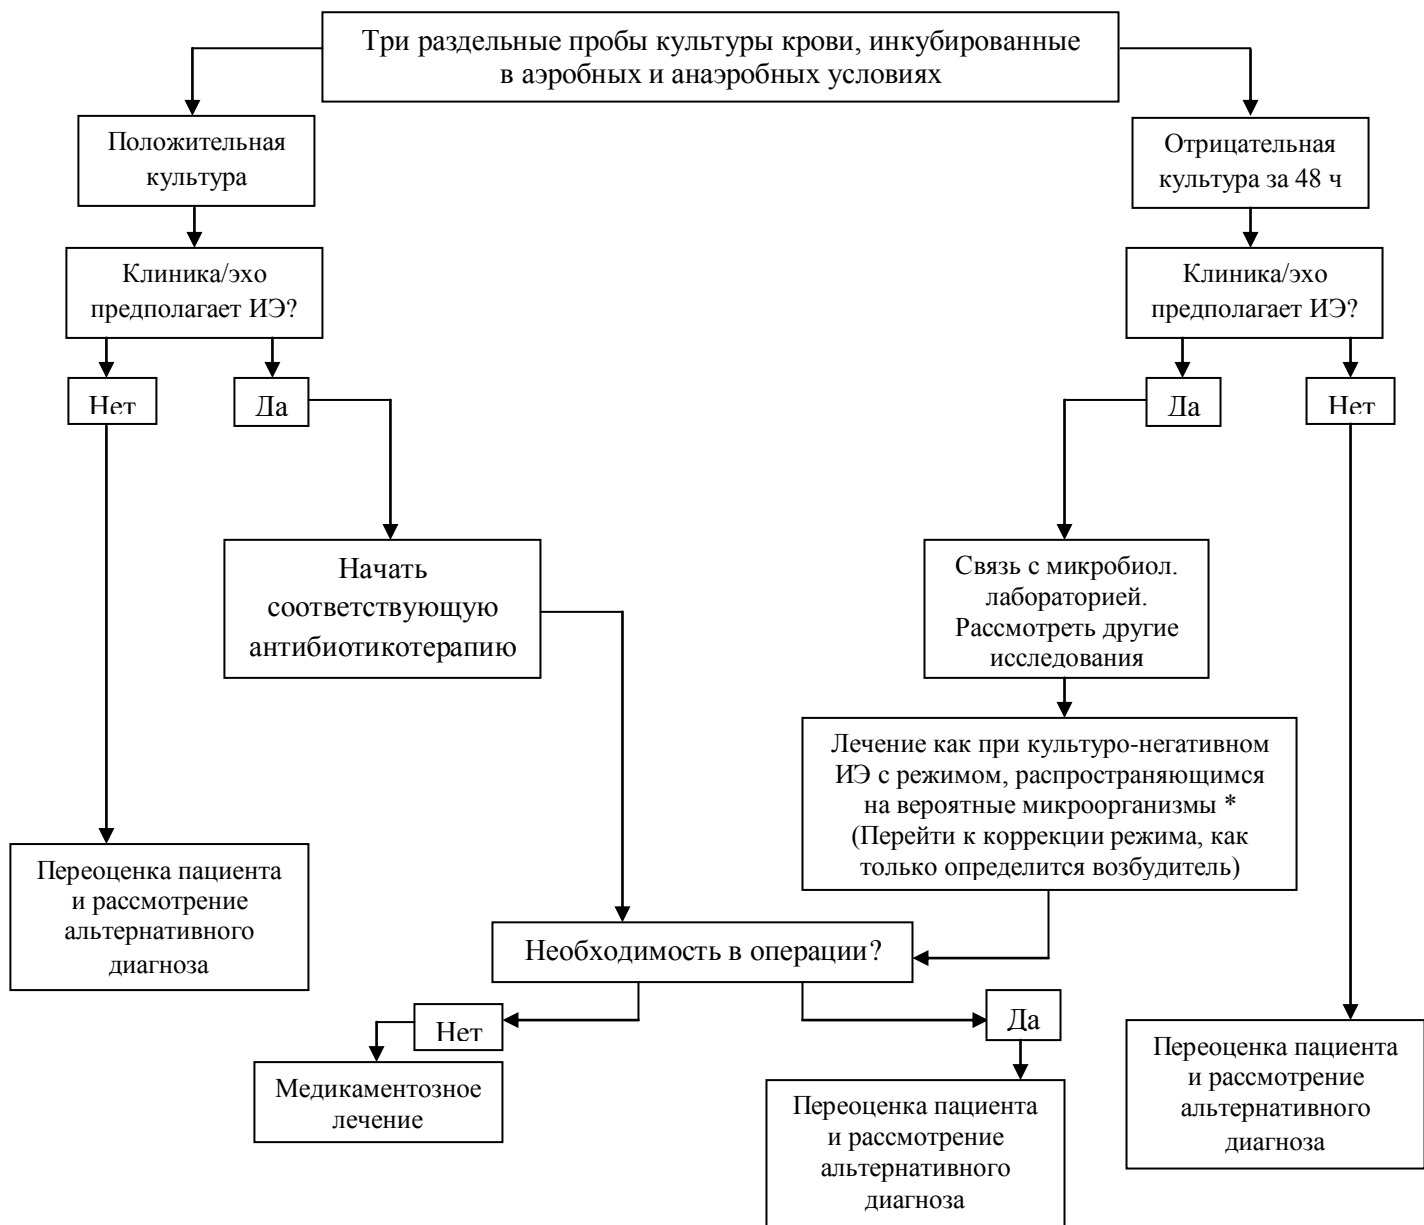 Три раздельные пробы культуры крови, инкубированные
в аэробных и анаэробных условиях
Положительная
культура
Отрицательная
культура за 48 ч
Клиника/эхо
предполагает ИЭ?
Клиника/эхо
предполагает ИЭ?
Нет
Да
Да
Нет
Начать
соответствующую
антибиотикотерапию
Связь с микробиол.
лабораторией.
Рассмотреть другие
исследования
Лечение как при культуро-негативном
ИЭ с режимом, распространяющимся
на вероятные микроорганизмы *
(Перейти к коррекции режима, как
только определится возбудитель)
Переоценка пациента
и рассмотрение
альтернативного
диагноза
Необходимость в операции?
Нет
Да
Медикаментозное
лечение
Переоценка пациента
и рассмотрение
альтернативного
диагноза
Переоценка пациента
и рассмотрение
альтернативного
диагноза